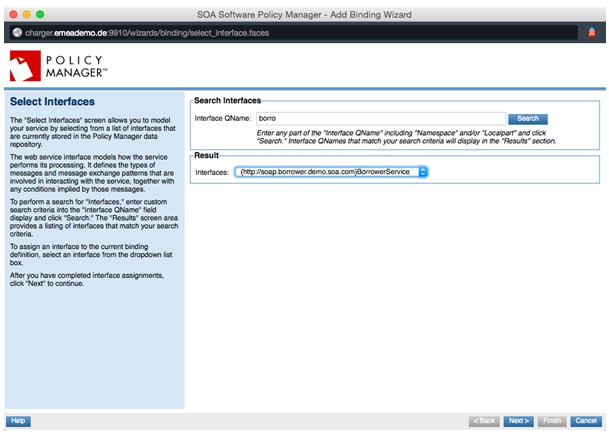 SOA Software Policy Manager - Add Binding Wizard
charger.emeademo.de:9910/wizards/binding/select_interface.faces
POLICY
MANAGER™
Select Interfaces
The "Select Interfaces" screen allows you to model
your service by selecting from a list of interfaces that
are currently stored in the Policy Manager data
repository.
The web service interface models how the service
performs its processing. It defines the types of
messages and message exchange patterns that are
involved in interacting with the service, together with
any conditions implied by those messages.
To perform a search for "Interfaces," enter custom
search criteria into the "Interface QName" field
display and click "Search." The "Results" screen area
provides a listing of interfaces that match your search
criteria.
To assign an interface to the current binding
definition, select an interface from the dropdown list
box.
After you have completed interface assignments,
click "Next" to continue.
Search Interfaces
Interface QName: borro Search
Enter any part of the "Interface QName" including "Namespace" and/or "Localpart" and click
"Search." Interface QNames that match your search criteria will display in the "Results" section.
Result
Interfaces: {http://soap.borrower.demo.soa.com}BorrowerService
Help < Back Next > Finish Cancel